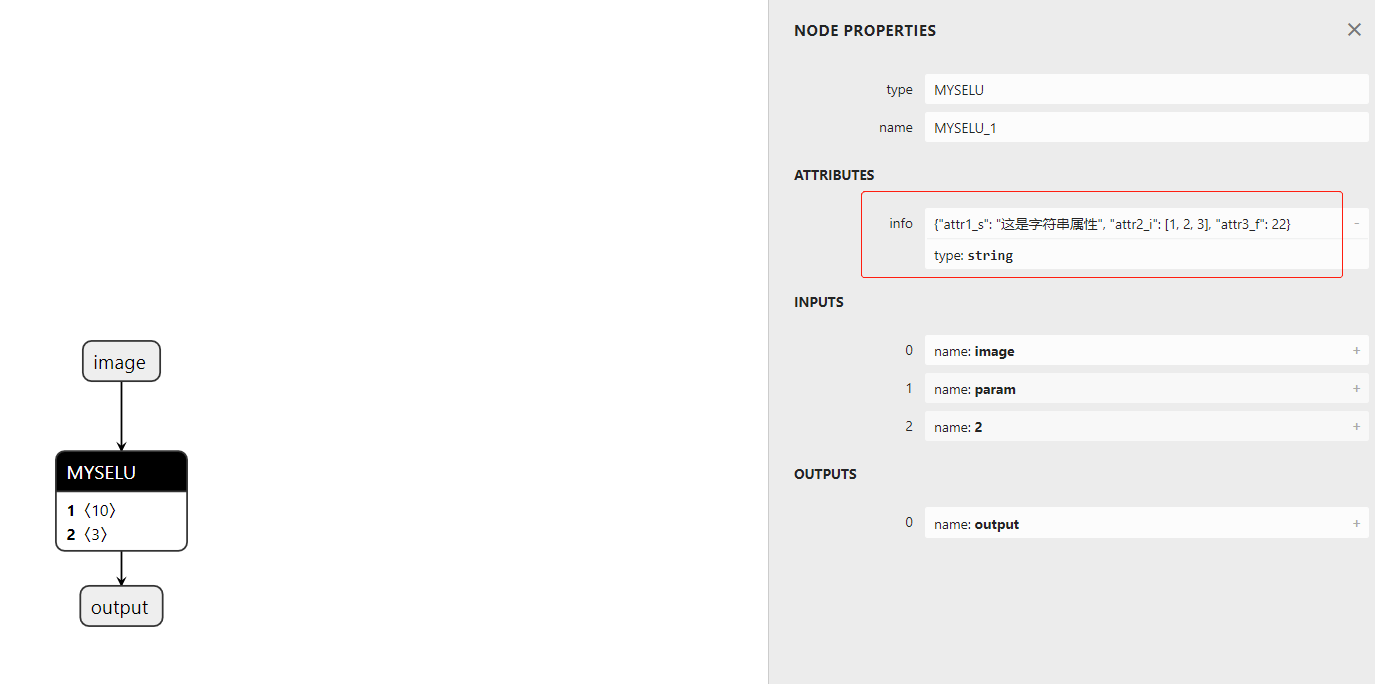 image
MYSELU
1〈10〉
2〈3〉
output
NODE PROPERTIES
type MYSELU
name MYSELU_1
ATTRIBUTES
info {"attr1_s": "这是字符串属性", "attr2_i": [1, 2, 3], "attr3_f": 22} -
type: string
INPUTS
0 name: image +
1 name: param +
2 name: 2 +
OUTPUTS
0 name: output +